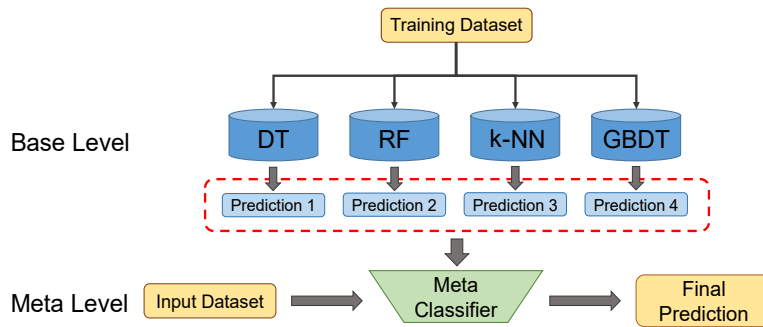 Training Dataset
Base Level
DT
RF
k-NN
GBDT
Prediction 1
Prediction 2
Prediction 3
Prediction 4
Meta Level
Input Dataset
Meta
Classifier
Final
Prediction